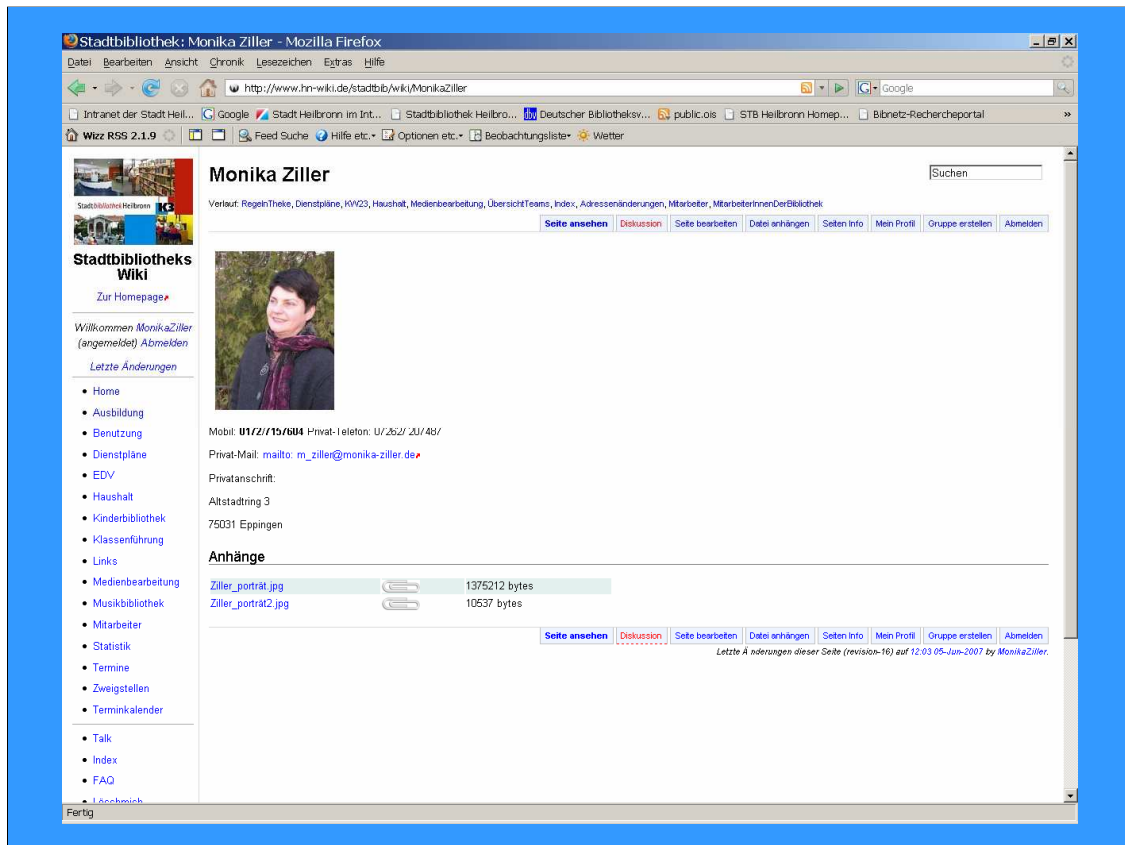 Stadtbibliothek: Monika Ziller - Mozilla Firefox
Datei Bearbeiten Ansicht Chronik Lesezeichen Extras Hilfe
http://www.hn-wiki.de/stadtbib/wiki/MonikaZiller
Google
Intranet der Stadt Heil... Google Stadt Heilbronn im Int... Stadtbibliothek Heilbro... Deutscher Bibliotheksv... public.ois STB Heilbronn Homep... Bibnetz-Rechercheportal »
Wizz RSS 2.1.9 Feed Suche Hilfe etc. Optionen etc. Beobachtungsliste Wetter
Stadtbibliothek Heilbronn K3
Stadtbibliotheks
Wiki
Zur Homepage
Willkommen MonikaZiller
(angemeldet) Abmelden
Letzte Änderungen
Home
Ausbildung
Benutzung
Dienstpläne
EDV
Haushalt
Kinderbibliothek
Klassenführung
Links
Medienbearbeitung
Musikbibliothek
Mitarbeiter
Statistik
Termine
Zweigstellen
Terminkalender
Talk
Index
FAQ
Löschmich
Monika Ziller
Suchen
Verlauf: RegelnTheke, Dienstpläne, KW23, Haushalt, Medienbearbeitung, ÜbersichtTeams, Index, Adressenänderungen, Mitarbeiter, MitarbeiterInnenDerBibliothek
Seite ansehen Diskussion Seite bearbeiten Datei anhängen Seiten Info Mein Profil Gruppe erstellen Abmelden
Mobil: 0172/7157604 Privat-Telefon: 07262/ 207487
Privat-Mail: mailto: m_ziller@monika-ziller.de
Privatanschrift:
Altstadtring 3
75031 Eppingen
Anhänge
Ziller_porträt.jpg 1375212 bytes
Ziller_porträt2.jpg 10537 bytes
Seite ansehen Diskussion Seite bearbeiten Datei anhängen Seiten Info Mein Profil Gruppe erstellen Abmelden
Letzte Ä nderungen dieser Seite (revision-16) auf 12:03 05-Jun-2007 by MonikaZiller.
Fertig